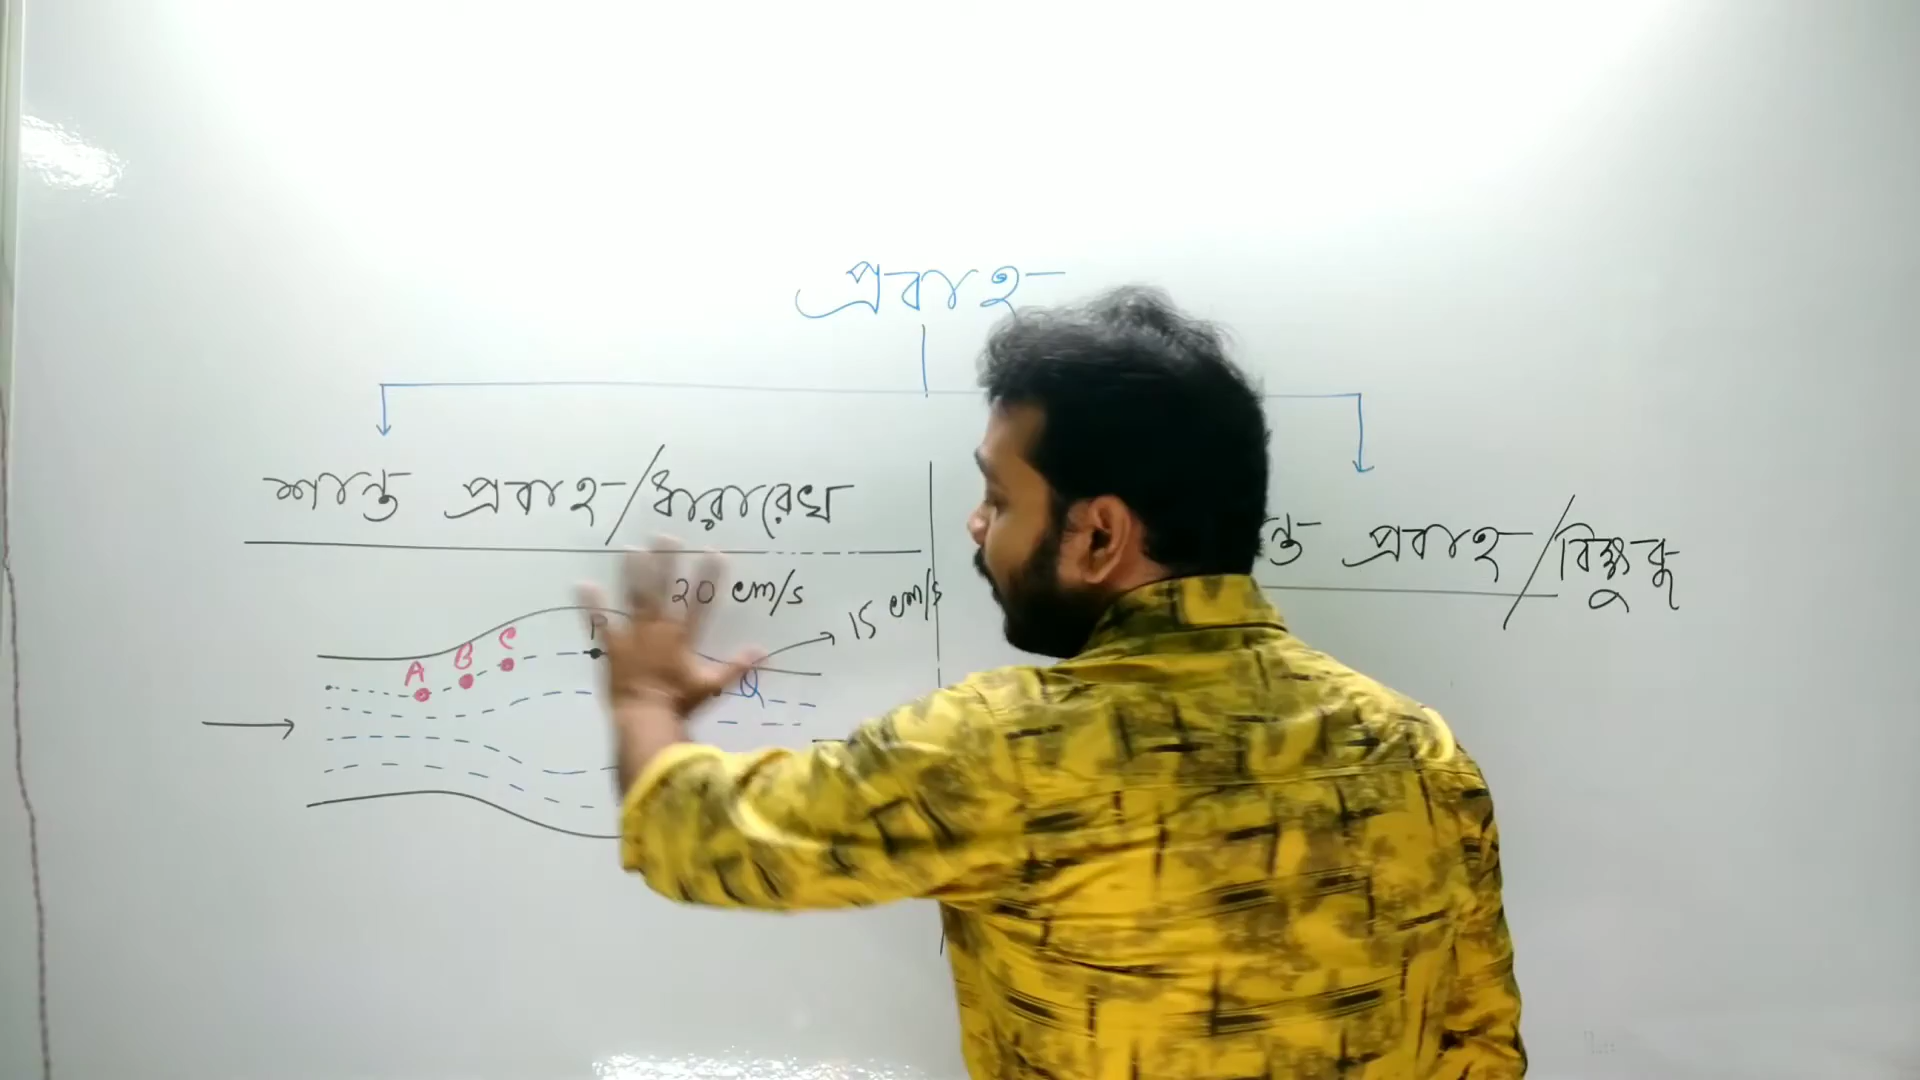 প্রবাহ
শান্ত প্রবাহ/ধারারেখ
ন্ত প্রবাহ/বিক্ষুব্ধ
20 cm/s
15 cm/s
A B C P
Q